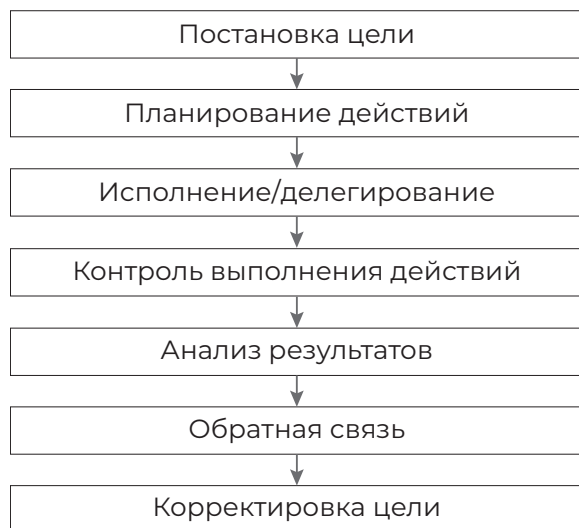 Постановка цели
Планирование действий
Исполнение/делегирование
Контроль выполнения действий
Анализ результатов
Обратная связь
Корректировка цели